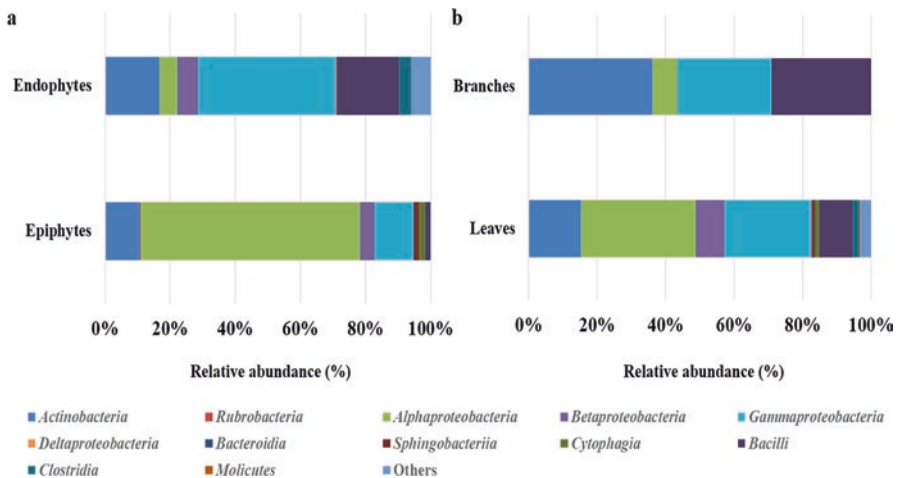 a
b
Endophytes
Branches
Epiphytes
Leaves
0% 20% 40% 60% 80% 100%
0% 20% 40% 60% 80% 100%
Relative abundance (%)
Relative abundance (%)
Actinobacteria Rubrobacteria Alphaproteobacteria Betaproteobacteria Gammaproteobacteria
Deltaproteobacteria Bacteroidia Sphingobacteriia Cytophagia Bacilli
Clostridia Molicutes Others